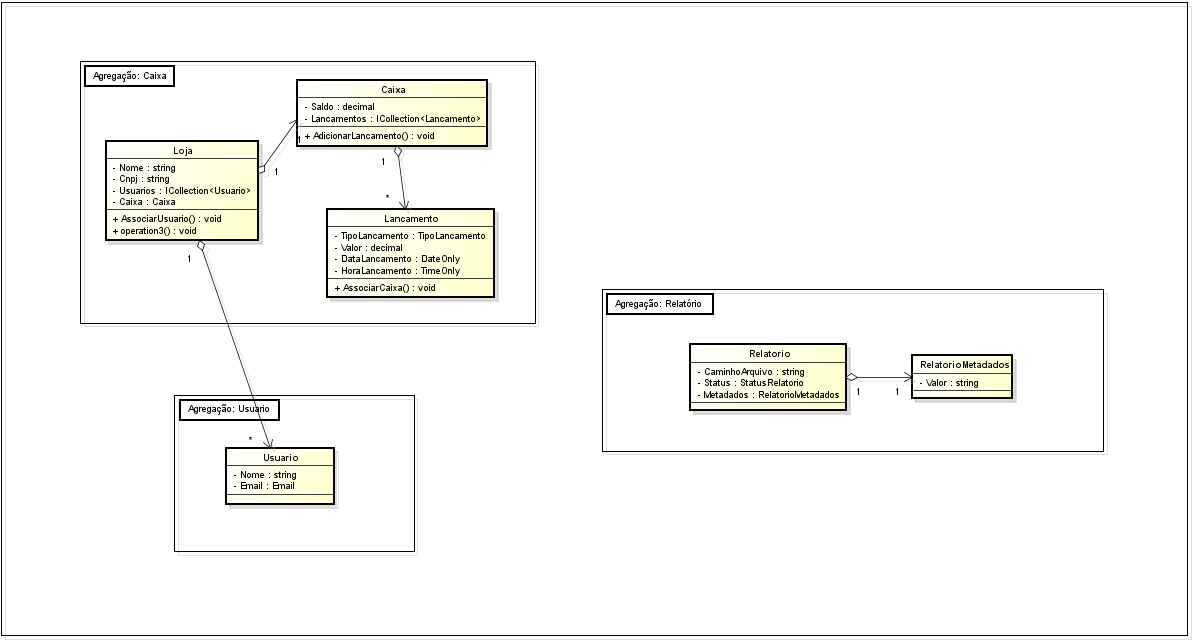 Agregação: Caixa
Caixa
- Saldo : decimal
- Lancamentos : ICollection<Lancamento>
+ AdicionarLancamento() : void
1
Loja
- Nome : string
- Cnpj : string
- Usuarios : ICollection<Usuario>
- Caixa : Caixa
+ AssociarUsuario() : void
+ operation3() : void
1
1
1
*
Lancamento
- TipoLancamento : TipoLancamento
- Valor : decimal
- DataLancamento : DateOnly
- HoraLancamento : TimeOnly
+ AssociarCaixa() : void
Agregação: Relatório
Relatorio
- CaminhoArquivo : string
- Status : StatusRelatorio
- Metadados : RelatorioMetadados
1
1
RelatorioMetadados
- Valor : string
Agregação: Usuario
*
Usuario
- Nome : string
- Email : Email